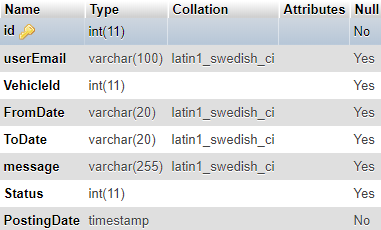 Name Type Collation Attributes Null
id int(11) No
userEmail varchar(100) latin1_swedish_ci Yes
VehicleId int(11) Yes
FromDate varchar(20) latin1_swedish_ci Yes
ToDate varchar(20) latin1_swedish_ci Yes
message varchar(255) latin1_swedish_ci Yes
Status int(11) Yes
PostingDate timestamp No